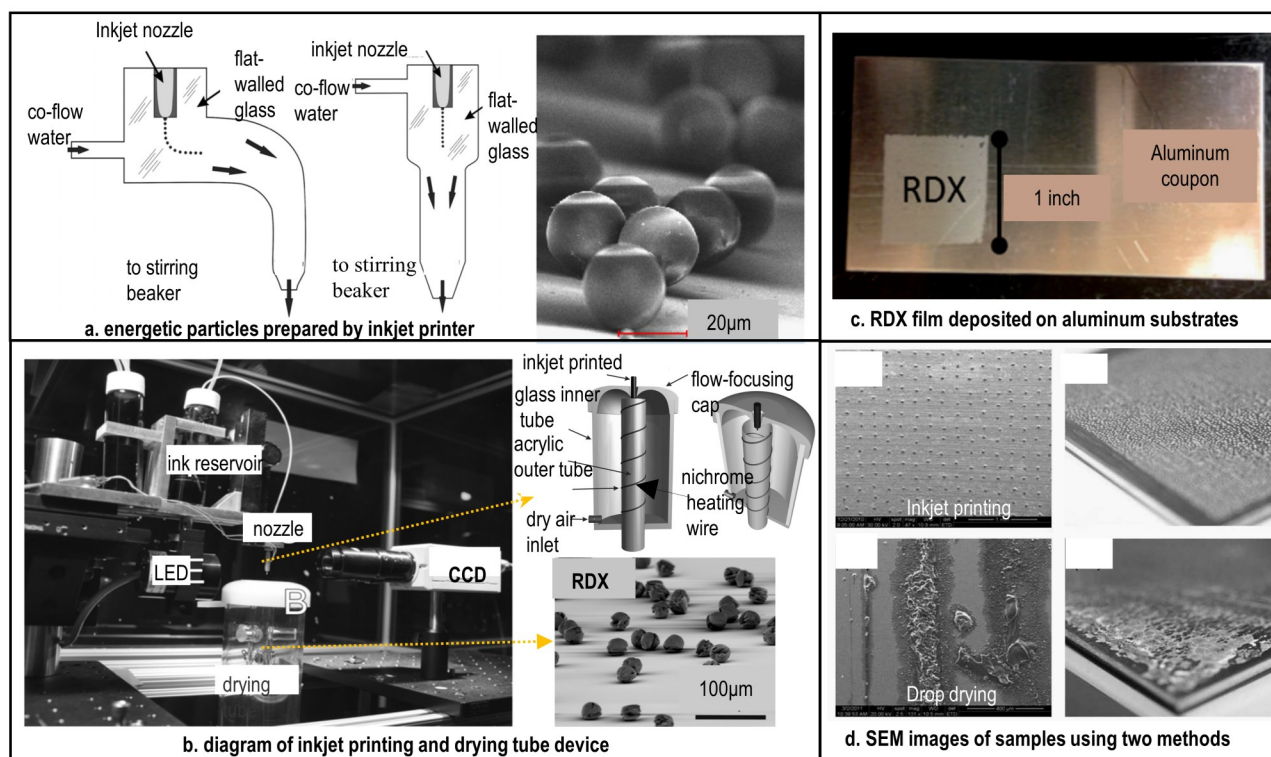 Inkjet nozzle
flat-
walled
glass
co-flow
water
to stirring
beaker
inkjet nozzle
co-flow
water
flat-
walled
glass
to stirring
beaker
20μm
a. energetic particles prepared by inkjet printer
RDX
1 inch
Aluminum
coupon
c. RDX film deposited on aluminum substrates
ink reservoir
nozzle
LED
CCD
B
drying
inkjet printed
glass inner
tube
acrylic
outer tube
dry air
inlet
flow-focusing
cap
nichrome
heating
wire
RDX
100μm
b. diagram of inkjet printing and drying tube device
Inkjet printing
Drop drying
d. SEM images of samples using two methods